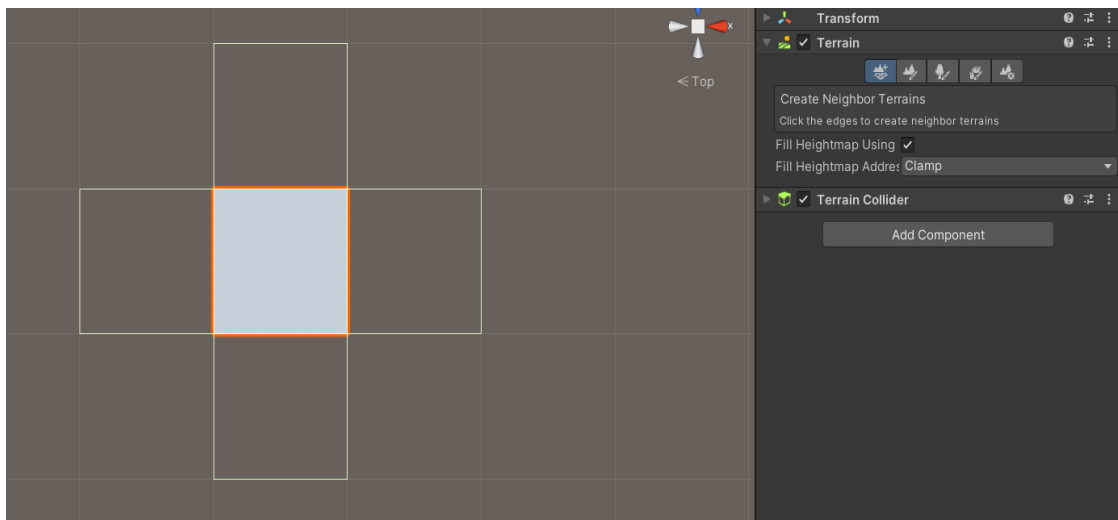 x
< Top
Transform
Terrain
Create Neighbor Terrains
Click the edges to create neighbor terrains
Fill Heightmap Using
Fill Heightmap Addres
Clamp
Terrain Collider
Add Component